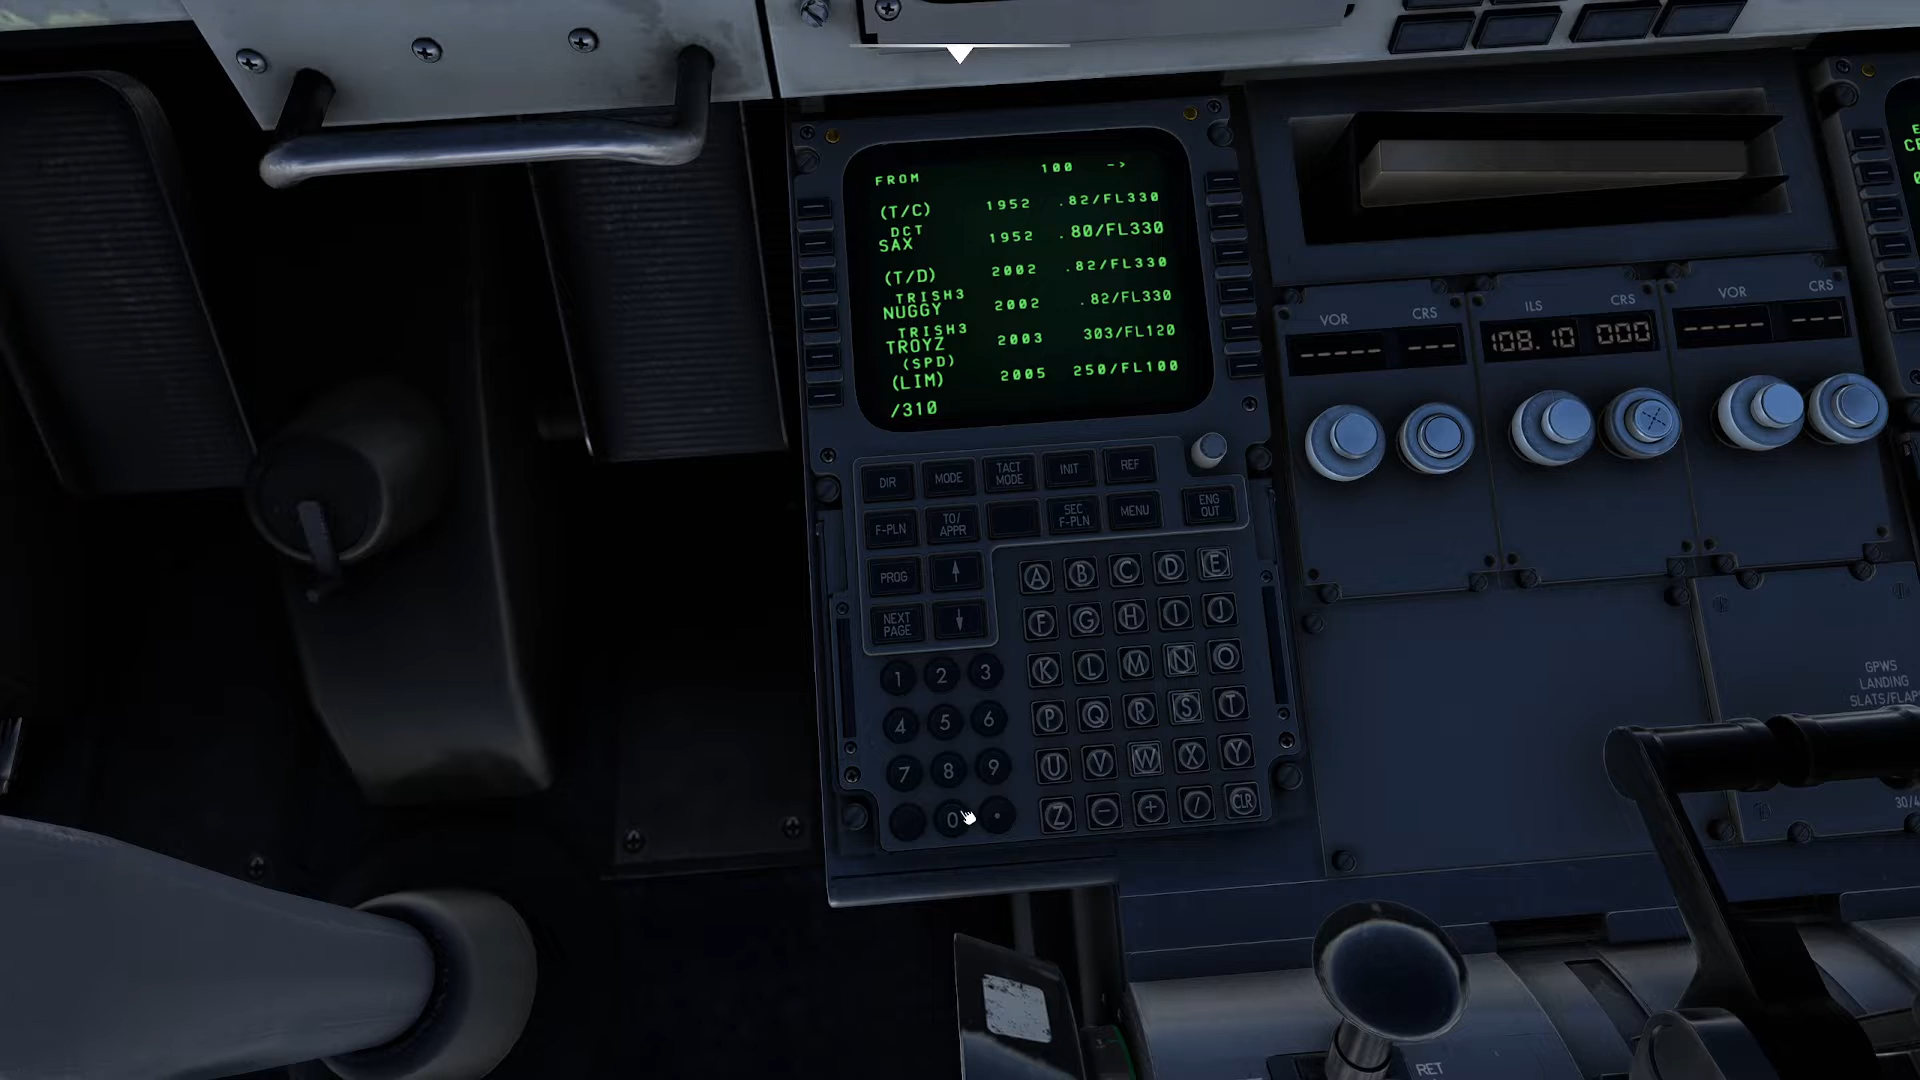 FROM 100 ->
(T/C) 1952 .82/FL330
DCT
SAX 1952 .80/FL330
(T/D) 2002 .82/FL330
TRISH3
NUGGY 2002 .82/FL330
TRISH3
TROYZ 2003 303/FL120
(SPD)
(LIM) 2005 250/FL100
/310
DIR MODE TACT MODE INIT REF
F-PLN TO/ APPR SEC F-PLN MENU ENG OUT
PROG ↑
NEXT PAGE ↓
A B C D E
F G H I J
1 2 3 K L M N O
4 5 6 P Q R S T
7 8 9 U V W X Y
0 . Z - + / CLR
VOR CRS ILS CRS VOR CRS
----- --- 108.10 000 ----- ---
GPWS
LANDING
SLATS/FLAP
30/4
RET